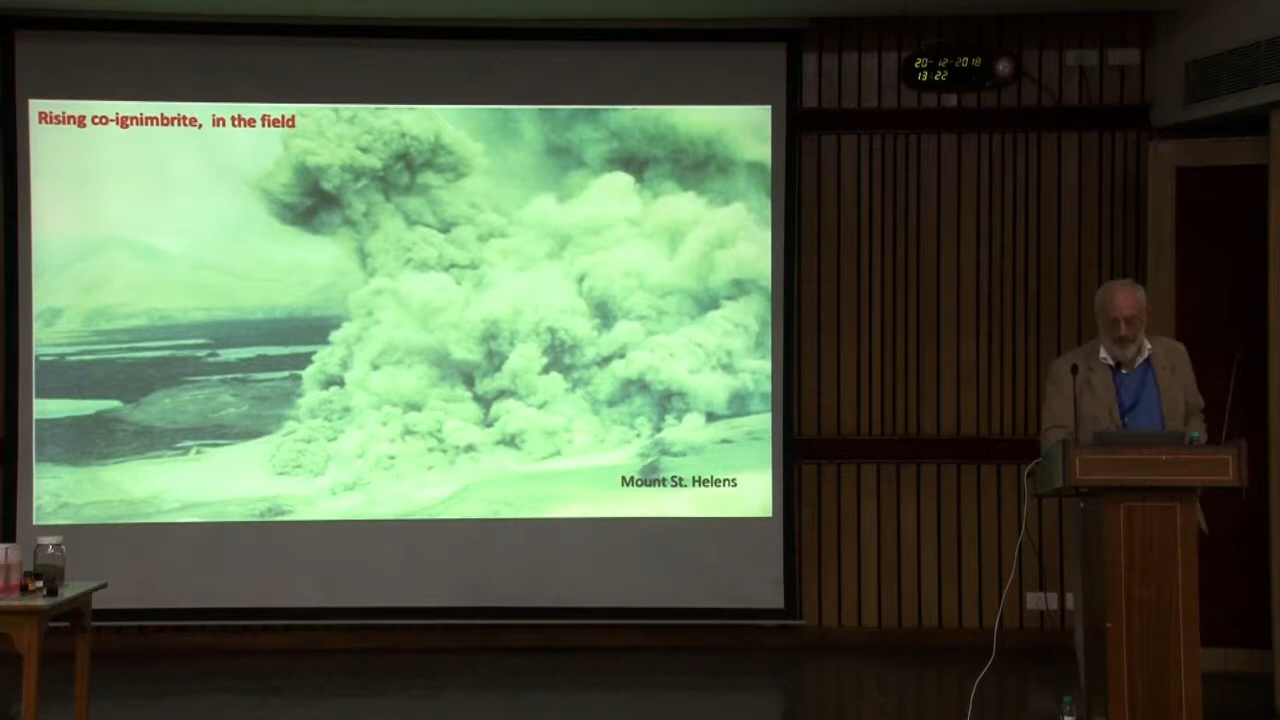 Rising co-ignimbrite, in the field
Mount St. Helens
20-12-2018
13:22